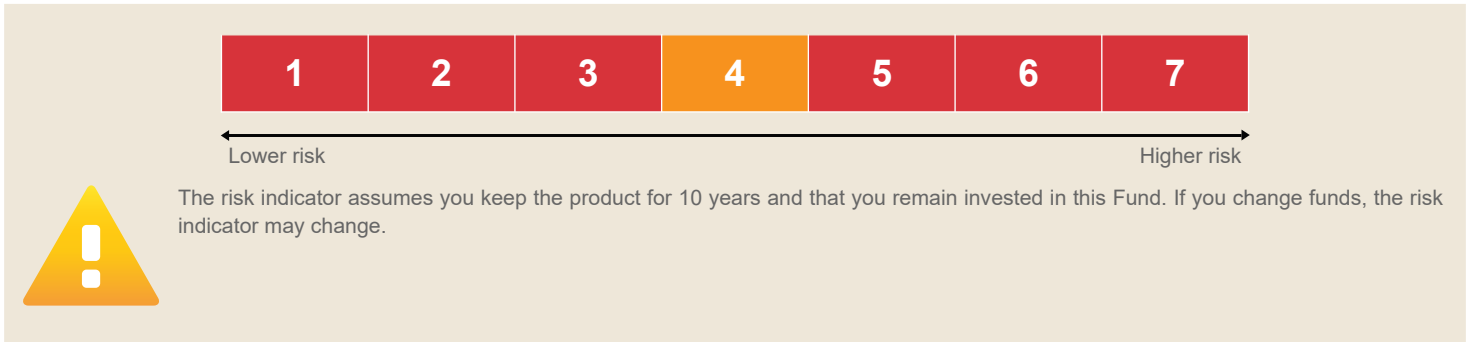 1 2 3 4 5 6 7
Lower risk Higher risk
The risk indicator assumes you keep the product for 10 years and that you remain invested in this Fund. If you change funds, the risk
indicator may change.